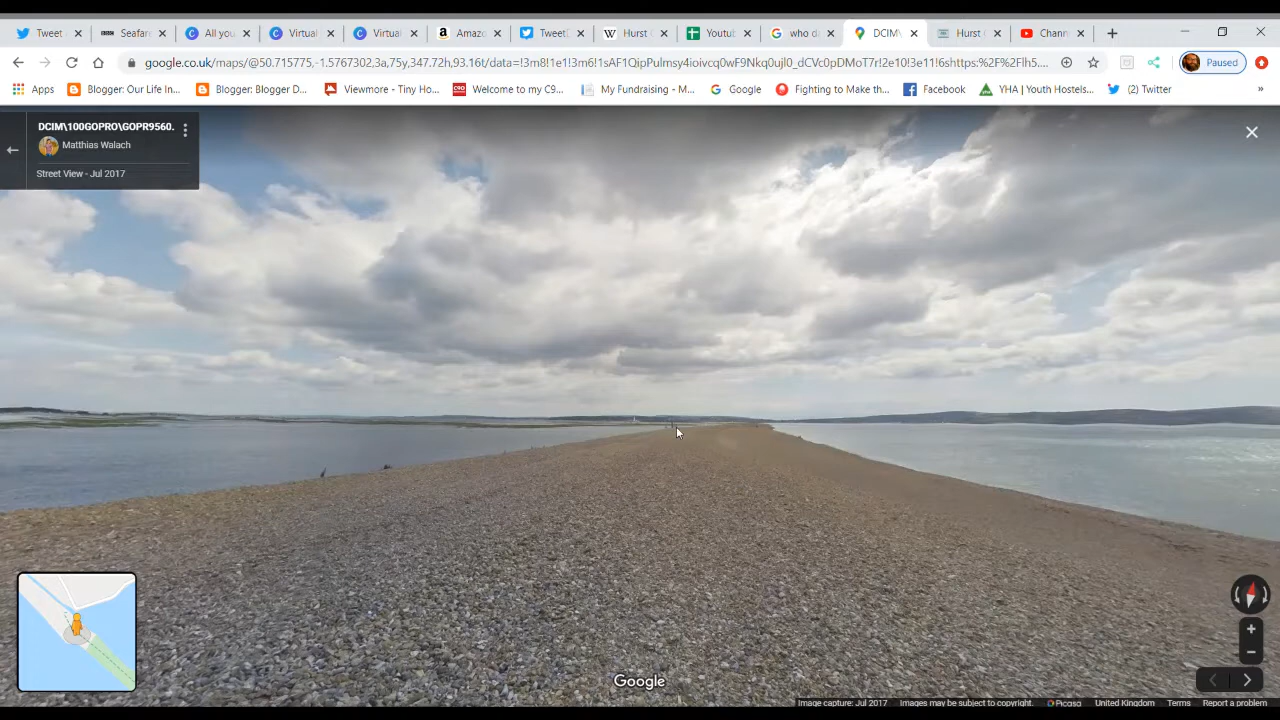 Tweet
Seafar
All you
Virtual
Virtual
Amazo
Tweet
Hurst C
Youtub
who d
DCIM\
Hurst
Chann
google.co.uk/maps/@50.715775,-1.5767302,3a,75y,347.72h,93.16t/data=!3m8!1e1!3m6!1sAF1QipPulmsy4ioivcq0wF9Nkq0ujl0_dCVc0pDMoT7r!2e10!3e11!6shttps:%2F%2Flh5....
Paused
Apps
Blogger: Our Life In...
Blogger: Blogger D...
Viewmore - Tiny Ho...
Welcome to my C9...
My Fundraising - M...
Google
Fighting to Make th...
Facebook
YHA | Youth Hostels...
(2) Twitter
»
DCIM\100GOPRO\GOPR9560.
Matthias Walach
Street View - Jul 2017
Google
Image capture: Jul 2017 Images may be subject to copyright. Picasa United Kingdom Terms Report a problem